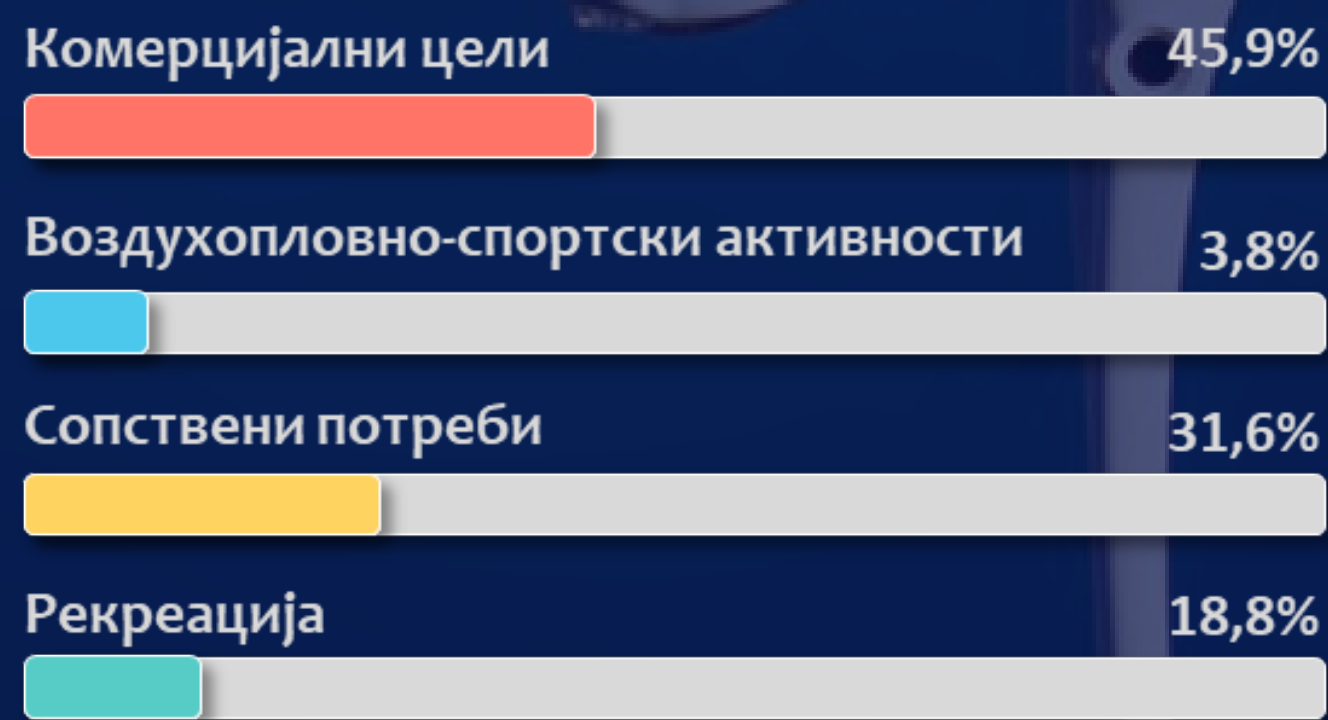 Комерцијални цели 45,9%
Воздухопловно-спортски активности 3,8%
Сопствени потреби 31,6%
Рекреација 18,8%